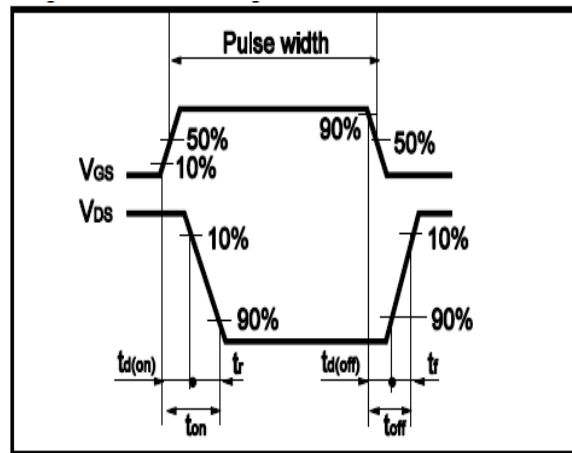 Pulse width
90%
50%
50%
10%
VGS
VDS
10%
10%
90%
90%
td(on)
tr
td(off)
tf
ton
toff